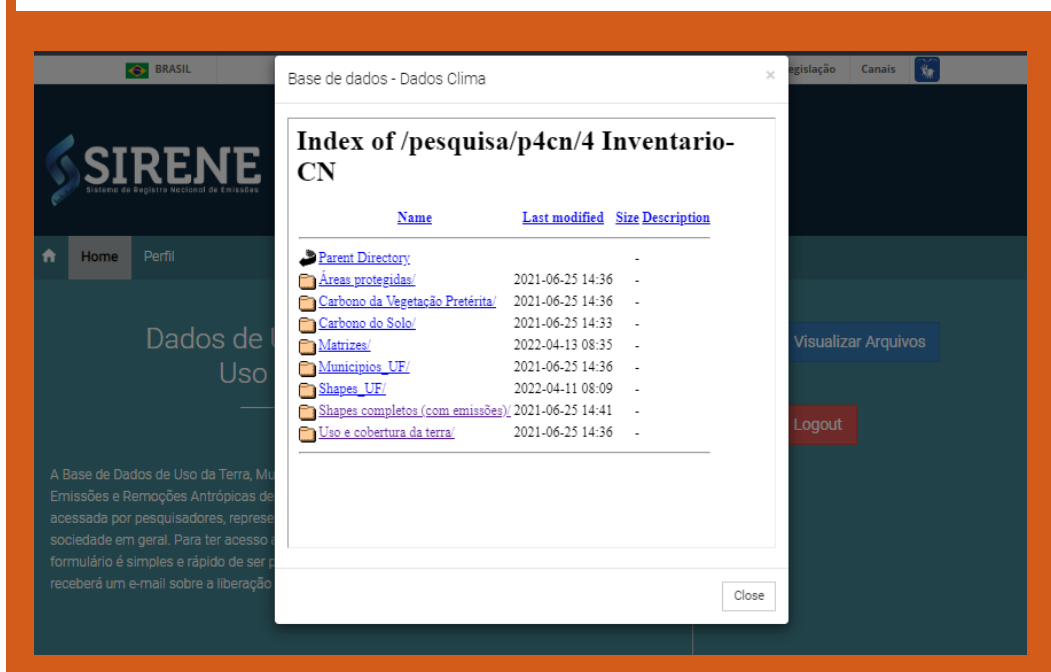 BRASIL
egislação Canais
SIRENE
Sistema de Registro Nacional de Emissões
Home Perfil
Dados de
Uso
A Base de Dados de Uso da Terra, Mu
Emissões e Remoções Antrópicas de
acessada por pesquisadores, represe
sociedade em geral. Para ter acesso a
formulário é simples e rápido de ser p
receberá um e-mail sobre a liberação
Base de dados - Dados Clima ×
Index of /pesquisa/p4cn/4 Inventario-
CN
Name Last modified Size Description
Parent Directory -
Áreas protegidas/ 2021-06-25 14:36 -
Carbono da Vegetação Pretérita/ 2021-06-25 14:36 -
Carbono do Solo/ 2021-06-25 14:33 -
Matrizes/ 2022-04-13 08:35 -
Municipios_UF/ 2021-06-25 14:36 -
Shapes_UF/ 2022-04-11 08:09 -
Shapes completos (com emissões)/ 2021-06-25 14:41 -
Uso e cobertura da terra/ 2021-06-25 14:36 -
Close
Visualizar Arquivos
Logout